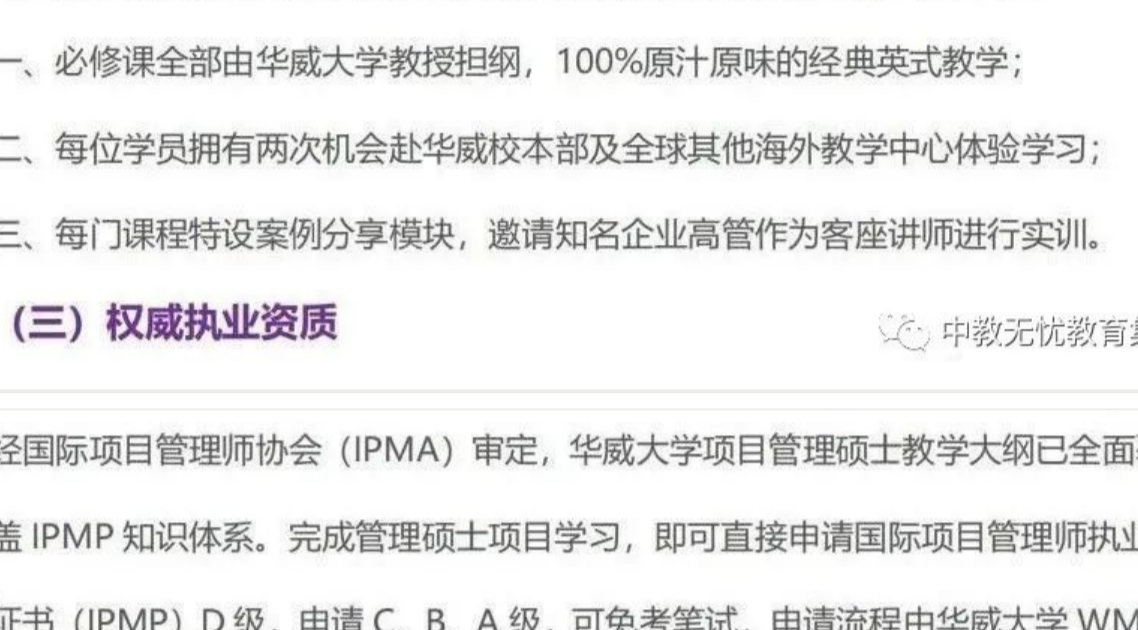 一、必修课全部由华威大学教授担纲，100%原汁原味的经典英式教学；
二、每位学员拥有两次机会赴华威校本部及全球其他海外教学中心体验学习；
三、每门课程特设案例分享模块，邀请知名企业高管作为客座讲师进行实训。
（三）权威执业资质
中教无忧教育集
经国际项目管理师协会（IPMA）审定，华威大学项目管理硕士教学大纲已全面
盖 IPMP 知识体系。完成管理硕士项目学习，即可直接申请国际项目管理师执业
证书（IPMP）D 级，申请 C、B、A 级，可免考笔试，申请流程由华威大学 WM